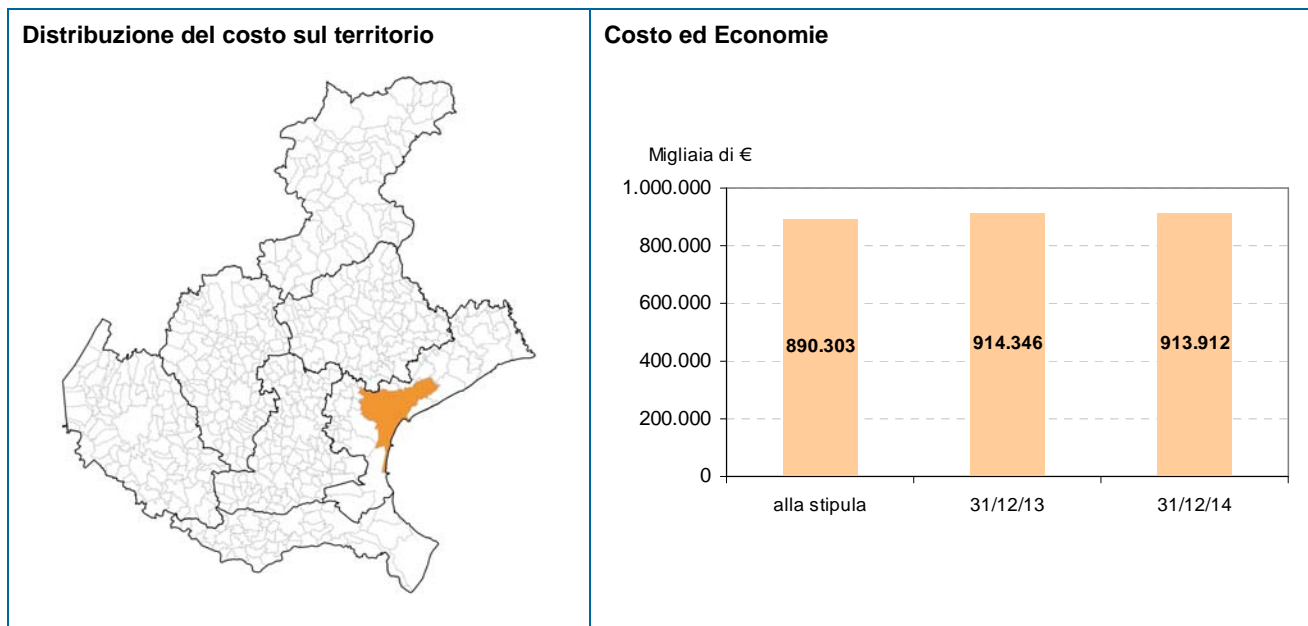 Distribuzione del costo sul territorio
Costo ed Economie
Migliaia di €
1.000.000
800.000
600.000
400.000
200.000
0
890.303
914.346
913.912
alla stipula
31/12/13
31/12/14